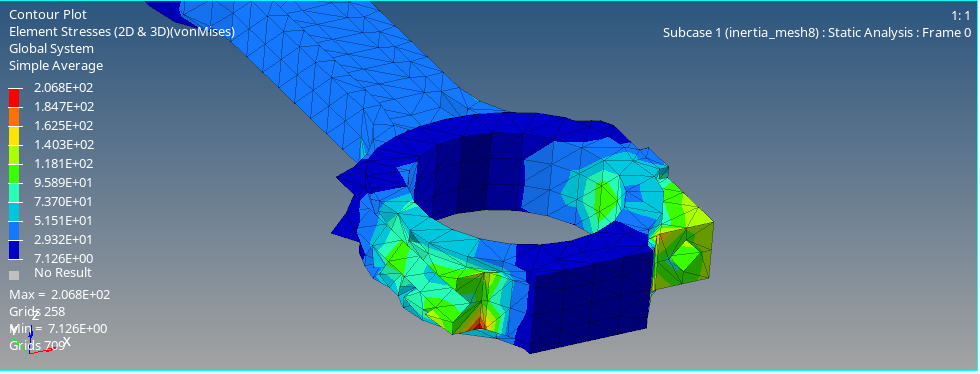 Contour Plot
Element Stresses (2D & 3D)(vonMises)
Global System
Simple Average
1: 1
Subcase 1 (inertia_mesh8) : Static Analysis : Frame 0
2.068E+02
1.847E+02
1.625E+02
1.403E+02
1.181E+02
9.589E+01
7.370E+01
5.151E+01
2.932E+01
7.126E+00
No Result
Max = 2.068E+02
Grids 258
Min = 7.126E+00
Grids 709
Z
Y
X